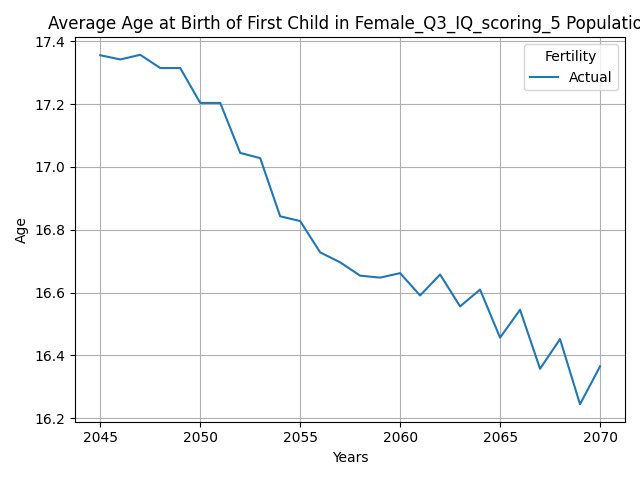 Average Age at Birth of First Child in Female_Q3_IQ_scoring_5 Populatio
17.4
17.2
17.0
16.8
16.6
16.4
16.2
Age
Fertility
Actual
2045 2050 2055 2060 2065 2070
Years